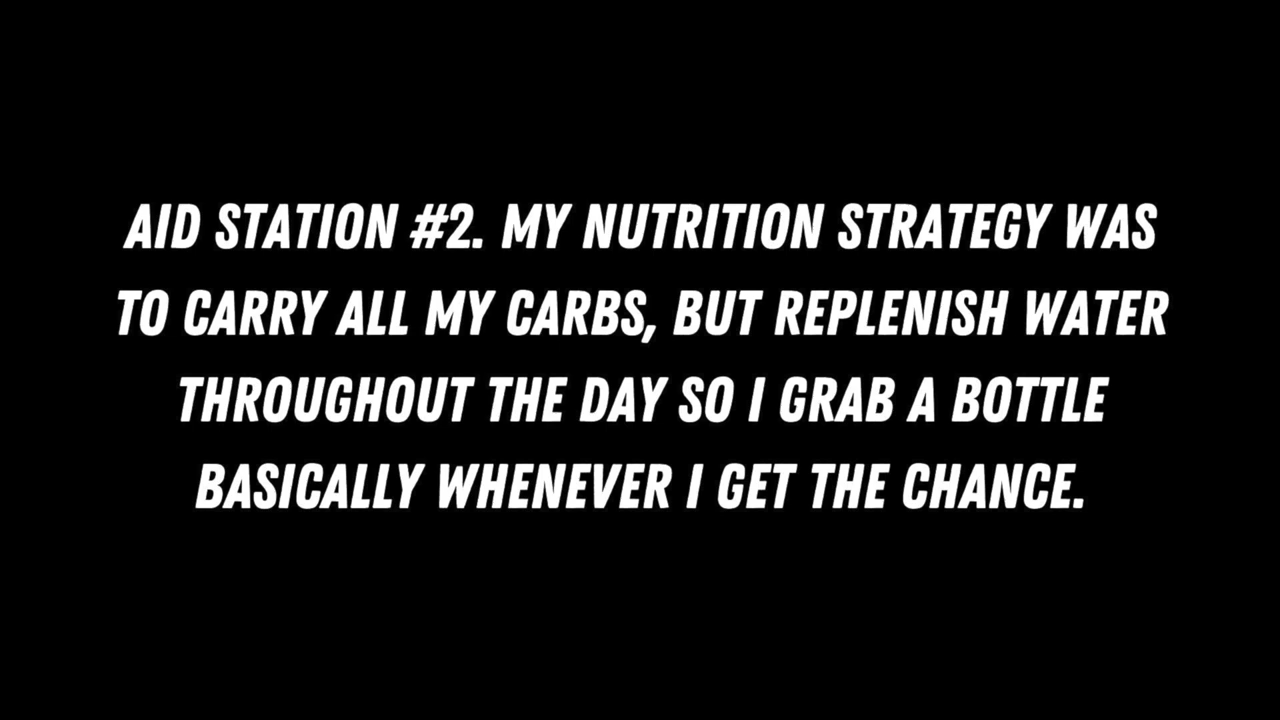 AID STATION #2. MY NUTRITION STRATEGY WAS
TO CARRY ALL MY CARBS, BUT REPLENISH WATER
THROUGHOUT THE DAY SO I GRAB A BOTTLE
BASICALLY WHENEVER I GET THE CHANCE.